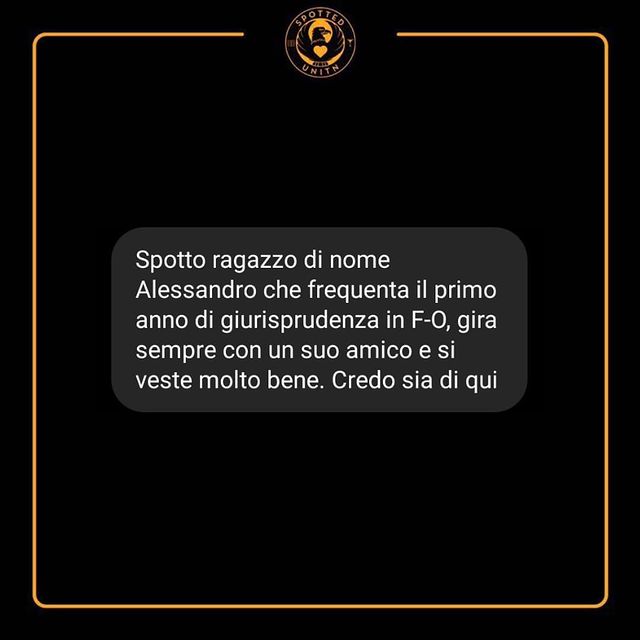 SPOTTED
UNITN
Spotto ragazzo di nome
Alessandro che frequenta il primo
anno di giurisprudenza in F-O, gira
sempre con un suo amico e si
veste molto bene. Credo sia di qui